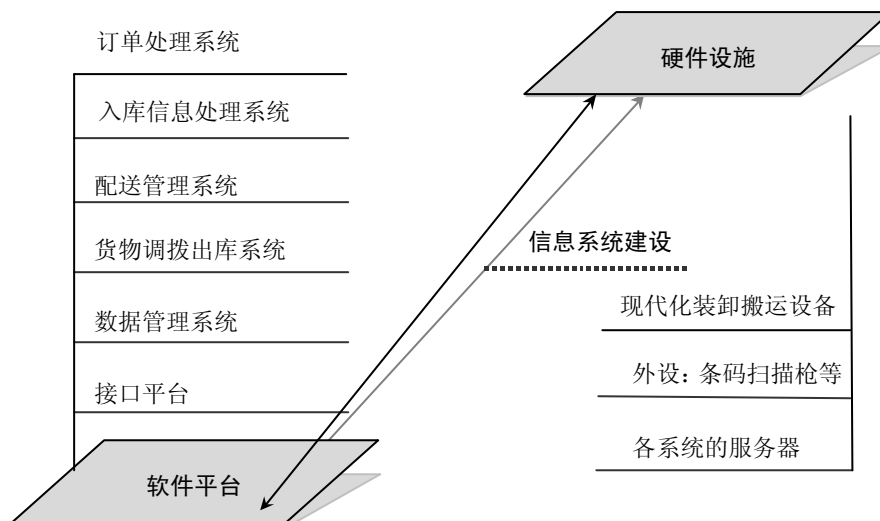 订单处理系统
硬件设施
入库信息处理系统
配送管理系统
货物调拨出库系统
信息系统建设
现代化装卸搬运设备
数据管理系统
外设：条码扫描枪等
接口平台
各系统的服务器
软件平台